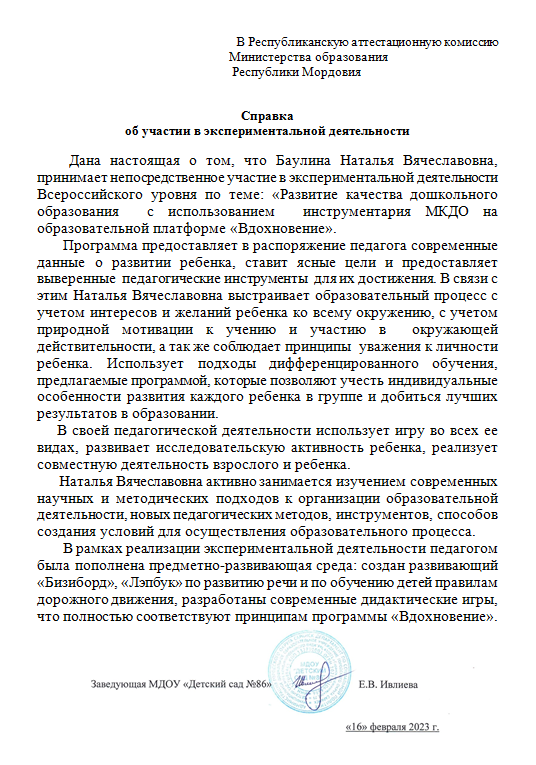 В Республиканскую аттестационную комиссию
Министерства образования
Республики Мордовия
Справка
об участии в экспериментальной деятельности
Дана настоящая о том, что Баулина Наталья Вячеславовна,
принимает непосредственное участие в экспериментальной деятельности
Всероссийского уровня по теме: «Развитие качества дошкольного
образования с использованием инструментария МКДО на
образовательной платформе «Вдохновение».
Программа предоставляет в распоряжение педагога современные
данные о развитии ребенка, ставит ясные цели и предоставляет
выверенные педагогические инструменты для их достижения. В связи с
этим Наталья Вячеславовна выстраивает образовательный процесс с
учетом интересов и желаний ребенка ко всему окружению, с учетом
природной мотивации к учению и участию в окружающей
действительности, а так же соблюдает принципы уважения к личности
ребенка. Использует подходы дифференцированного обучения,
предлагаемые программой, которые позволяют учесть индивидуальные
особенности развития каждого ребенка в группе и добиться лучших
результатов в образовании.
В своей педагогической деятельности использует игру во всех ее
видах, развивает исследовательскую активность ребенка, реализует
совместную деятельность взрослого и ребенка.
Наталья Вячеславовна активно занимается изучением современных
научных и методических подходов к организации образовательной
деятельности, новых педагогических методов, инструментов, способов
создания условий для осуществления образовательного процесса.
В рамках реализации экспериментальной деятельности педагогом
была пополнена предметно-развивающая среда: создан развивающий
«Бизиборд», «Лэпбук» по развитию речи и по обучению детей правилам
дорожного движения, разработаны современные дидактические игры,
что полностью соответствуют принципам программы «Вдохновение».
МДОУ
Заведующая МДОУ «Детский сад №86» Е.В. Ивлиева
«16» февраля 2023 г.